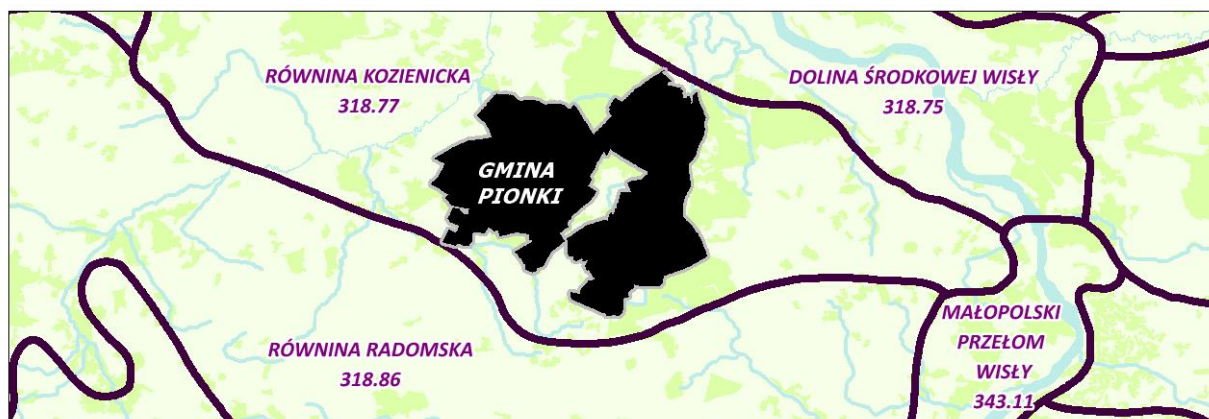 RÓWNINA KOZIENICKA
318.77
DOLINA ŚRODKOWEJ WISŁY
318.75
GMINA
PIONKI
RÓWNINA RADOMSKA
318.86
MAŁOPOLSKI
PRZEŁOM
WISŁY
343.11